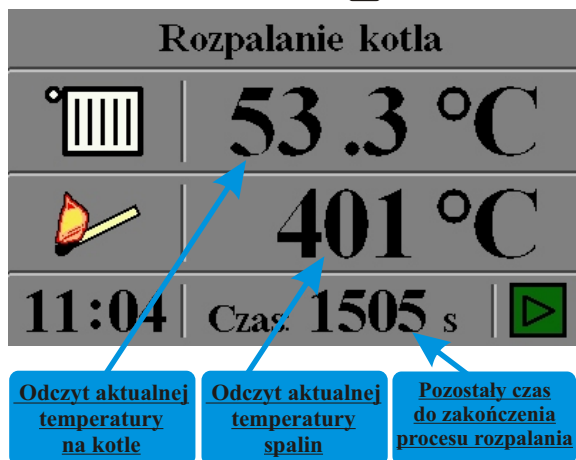 Rozpalanie kotla
53.3 °C
401 °C
11:04 Czas: 1505 s
Odczyt aktualnej
temperatury
na kotle
Odczyt aktualnej
temperatury
spalin
Pozostały czas
do zakończenia
procesu rozpalania